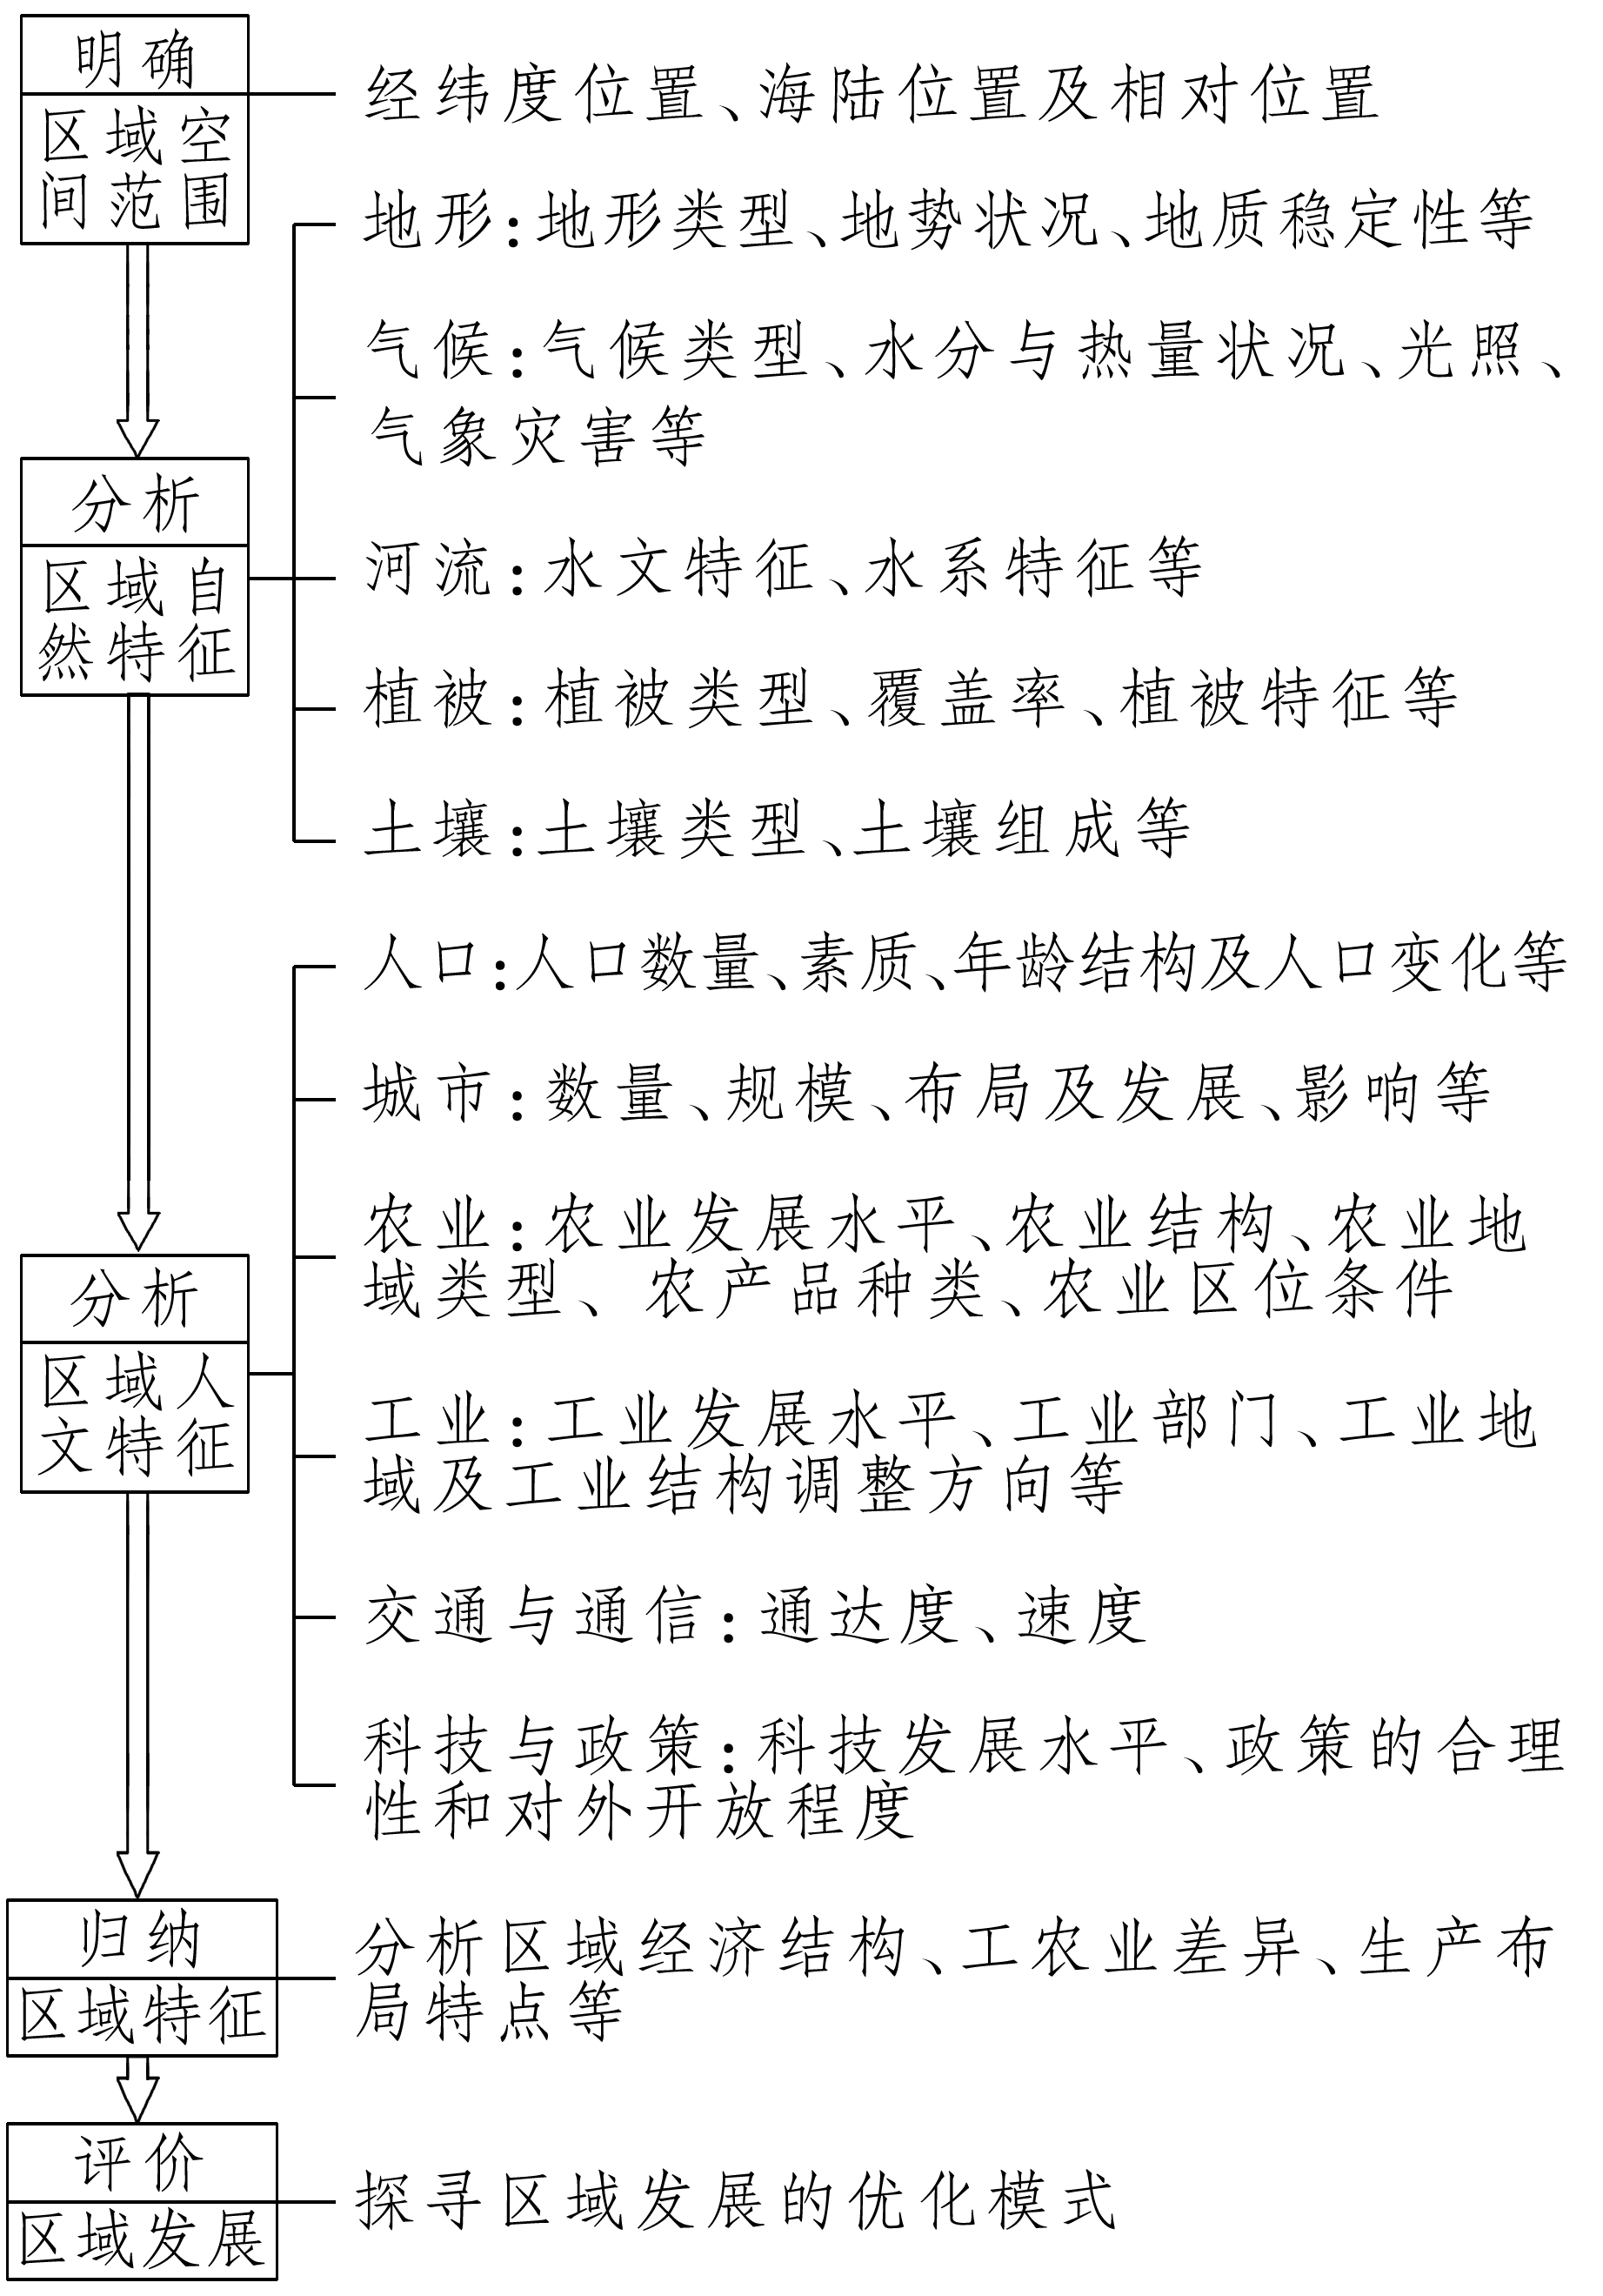 明确
区域空
间范围
经纬度位置、海陆位置及相对位置
地形:地形类型、地势状况、地质稳定性等
气候:气候类型、水分与热量状况、光照、
气象灾害等
分析
区域自
然特征
河流:水文特征、水系特征等
植被:植被类型、覆盖率、植被特征等
土壤:土壤类型、土壤组成等
人口:人口数量、素质、年龄结构及人口变化等
城市:数量、规模、布局及发展、影响等
农业:农业发展水平、农业结构、农业地
域类型、农产品种类、农业区位条件
分析
区域人
文特征
工业:工业发展水平、工业部门、工业地
域及工业结构调整方向等
交通与通信:通达度、速度
科技与政策:科技发展水平、政策的合理
性和对外开放程度
归纳
区域特征
分析区域经济结构、工农业差异、生产布
局特点等
评价
区域发展
探寻区域发展的优化模式